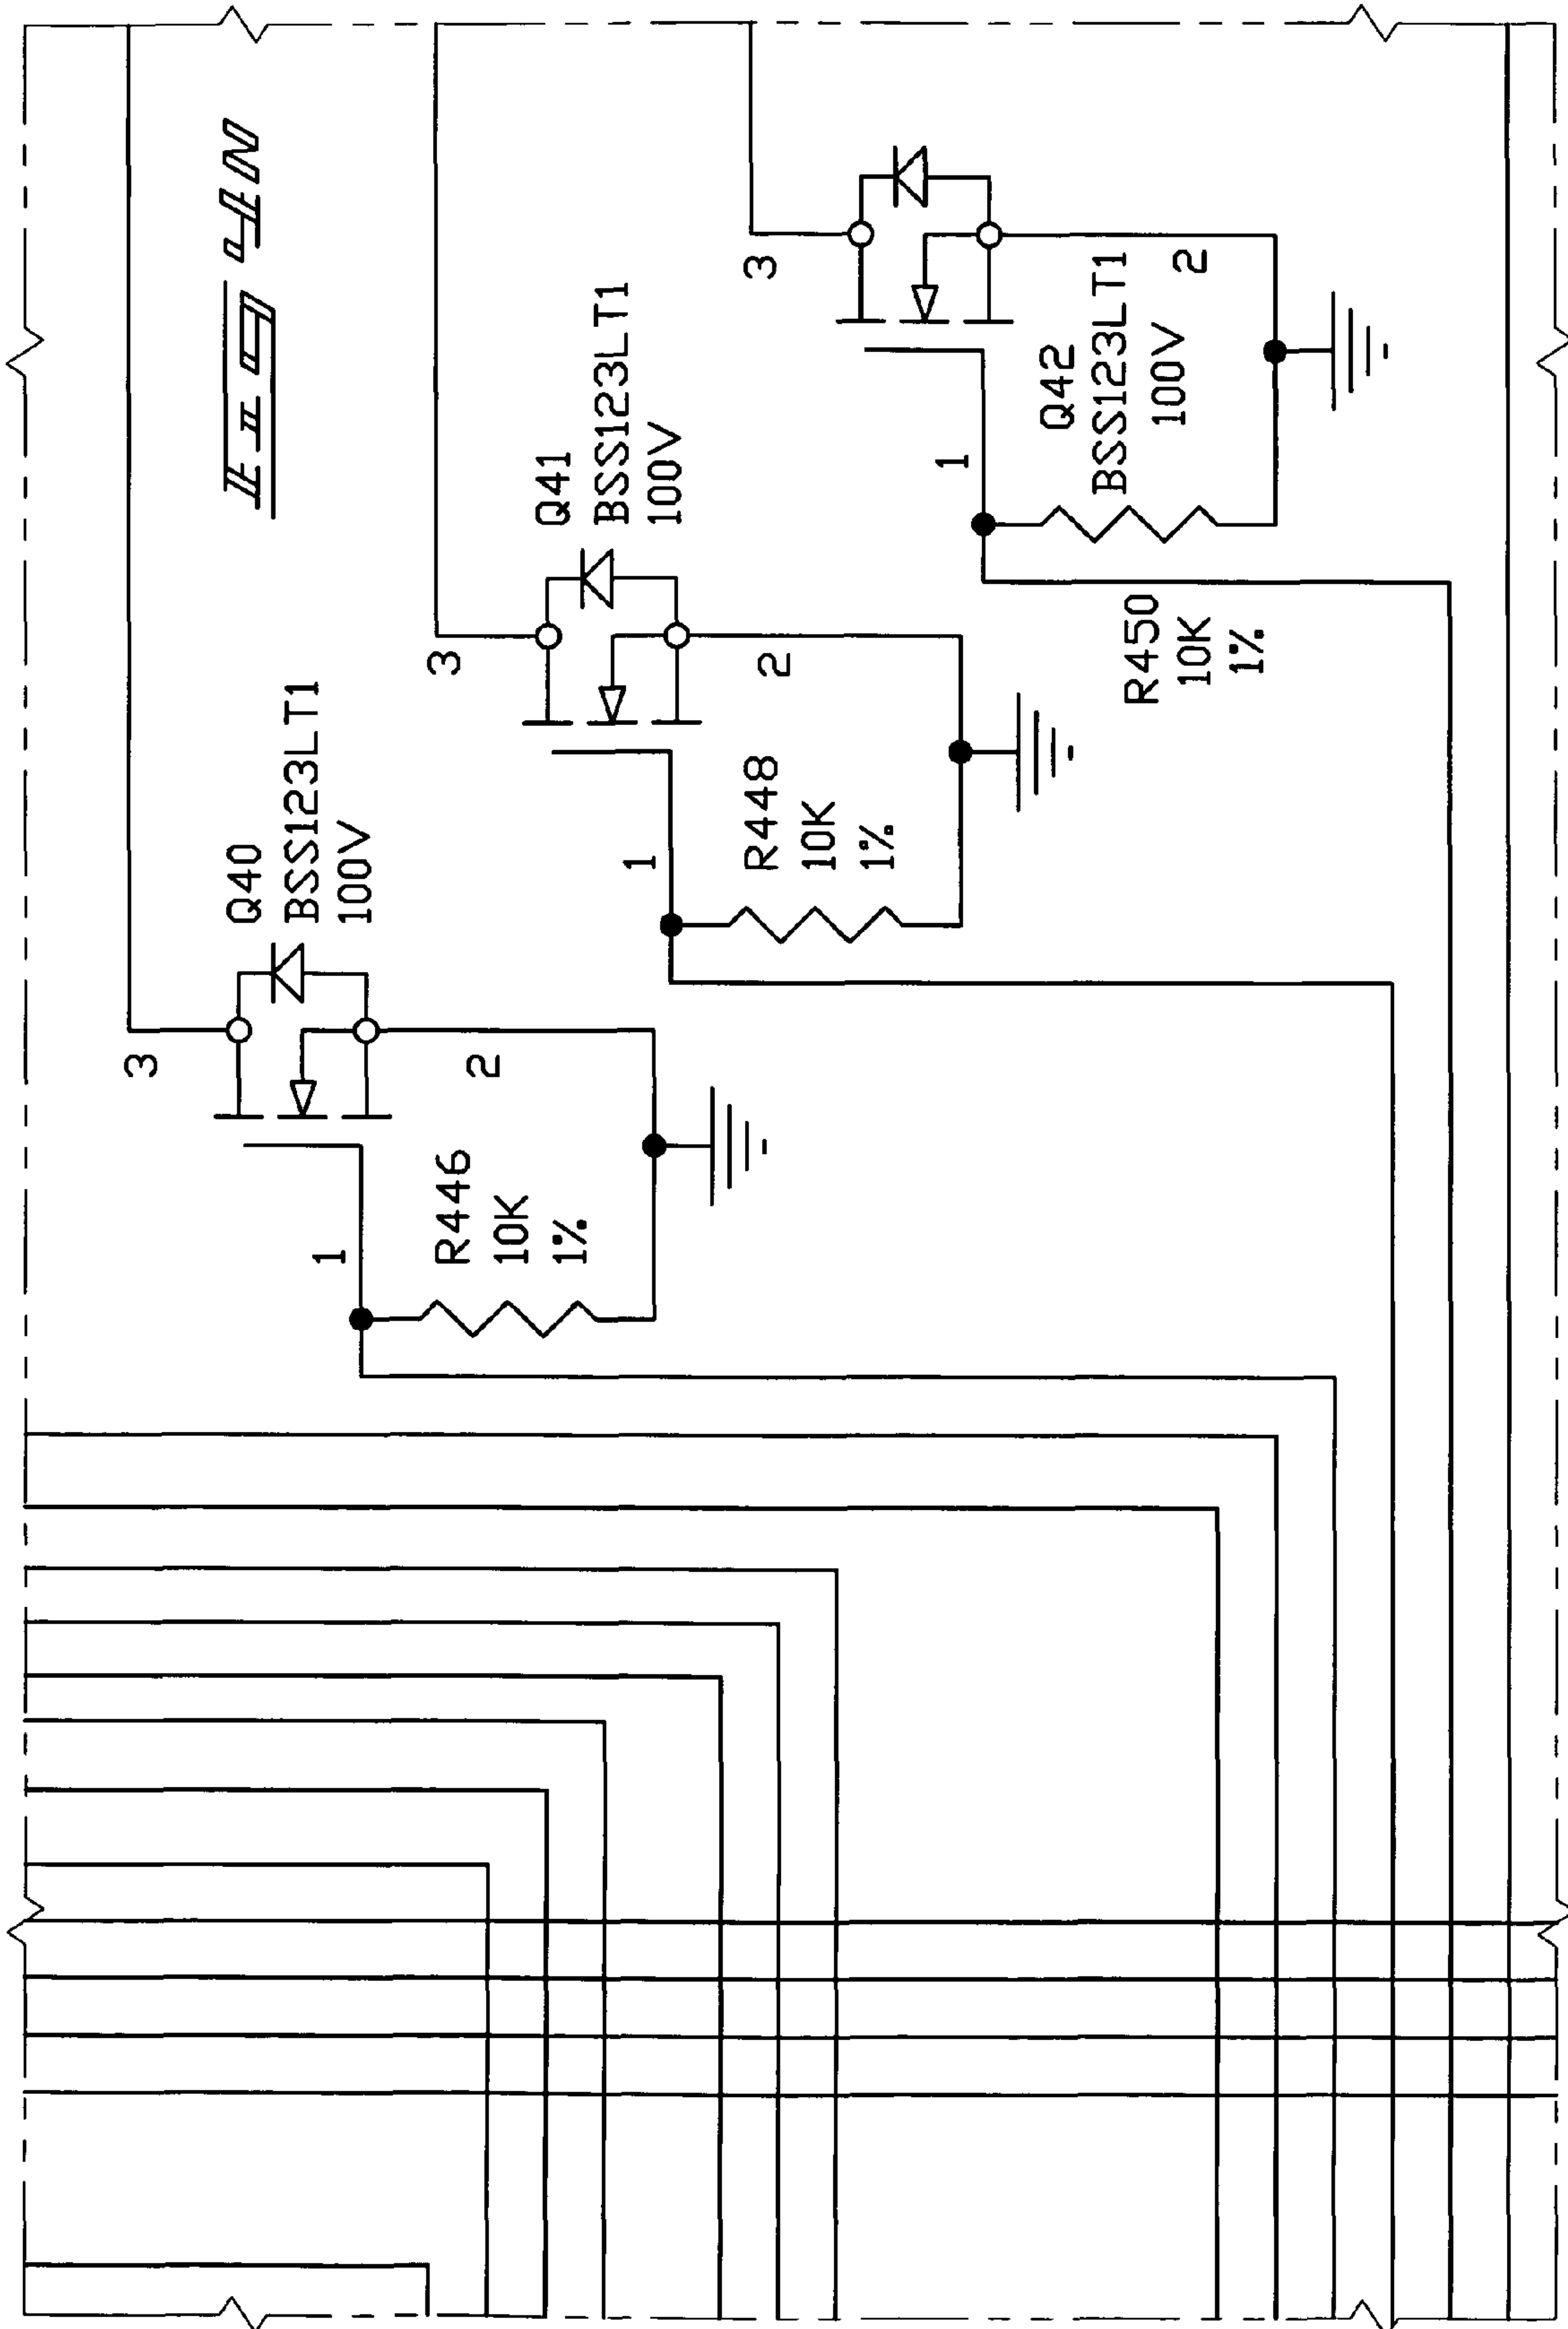 FIG 4N
3
Q40
BSS123LT1
100V
1
2
R446
10K
1%
3
Q41
BSS123LT1
100V
1
2
R448
10K
1%
3
1
Q42
BSS123LT1
100V
2
R450
10K
1%